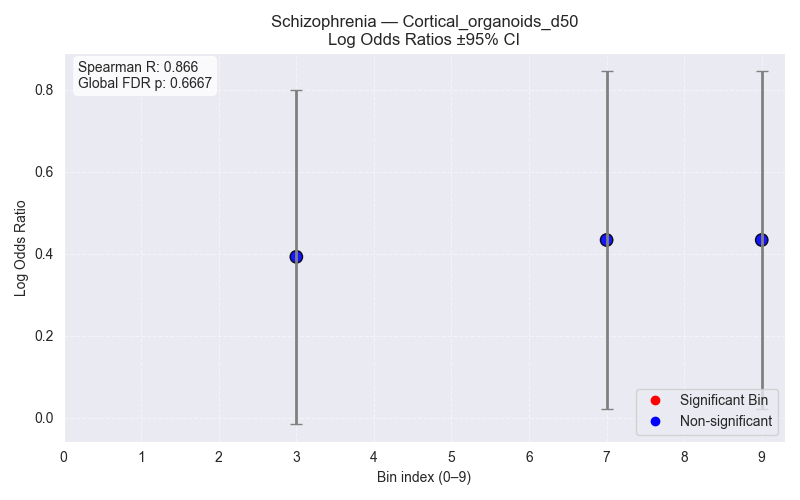 Schizophrenia — Cortical_organoids_d50
Log Odds Ratios ±95% CI
Spearman R: 0.866
Global FDR p: 0.6667
Log Odds Ratio
0.8
0.6
0.4
0.2
0.0
Significant Bin
Non-significant
0 1 2 3 4 5 6 7 8 9
Bin index (0–9)